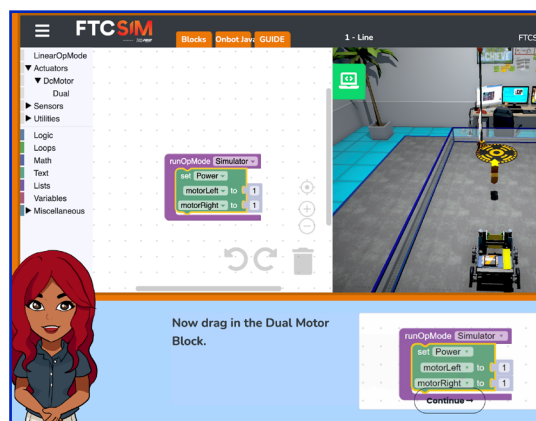 FTCSIM
Blocks
Onbot Java
GUIDE
1 - Line
FTCS
LinearOpMode
Actuators
DcMotor
Dual
Sensors
Utilities
Logic
Loops
Math
Text
Lists
Variables
Miscellaneous
runOpMode Simulator
set Power
motorLeft to 1
motorRight to 1
Now drag in the Dual Motor
Block.
runOpMode Simulator
set Power
motorLeft to 1
motorRight to 1
Continue→